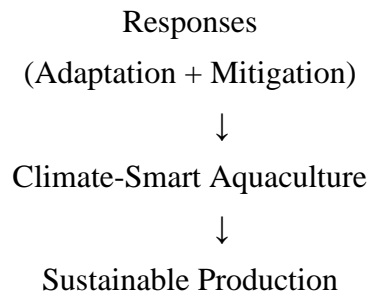 Responses
(Adaptation + Mitigation)
↓
Climate-Smart Aquaculture
↓
Sustainable Production